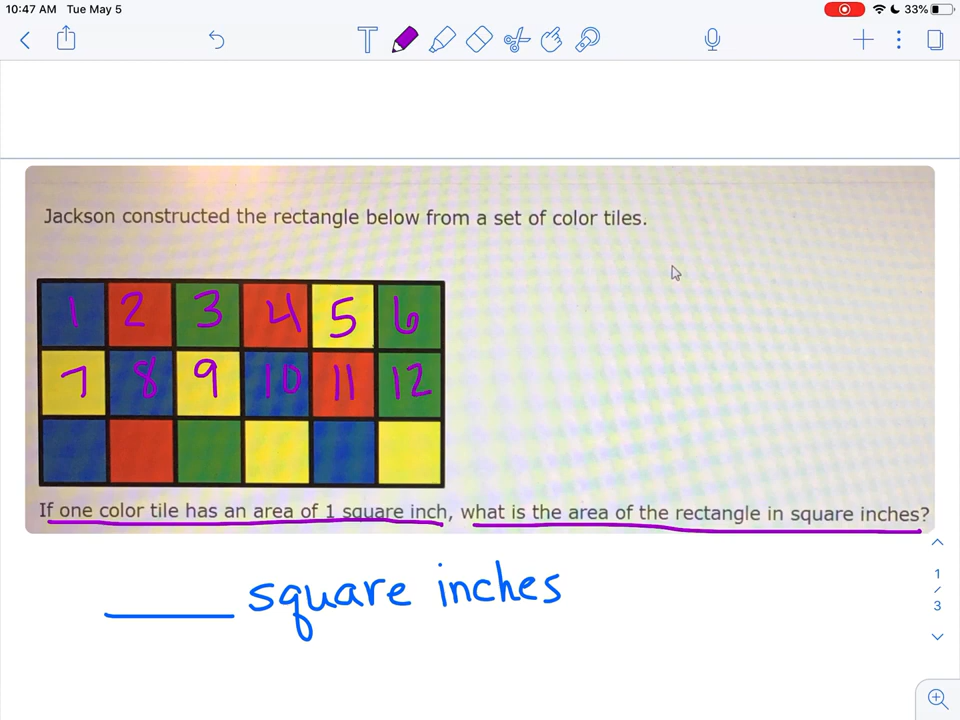 10:47 AM Tue May 5
33%
T
Jackson constructed the rectangle below from a set of color tiles.
1 2 3 4 5 6
7 8 9 10 11 12
If one color tile has an area of 1 square inch, what is the area of the rectangle in square inches?
square inches
1
/
3